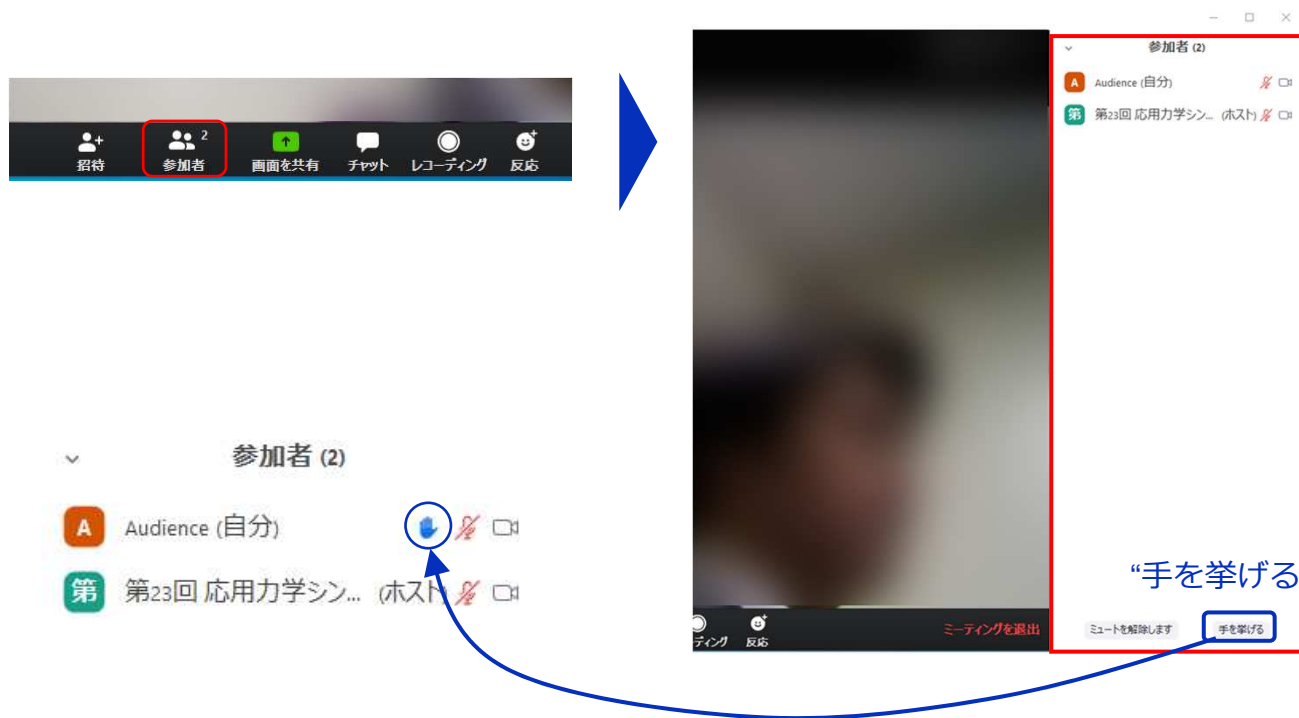 2
招待 参加者 画面を共有 チャット レコーディング 反応
参加者 (2)
A Audience (自分)
第 第23回 応用力学シン... (ホスト)
参加者 (2)
A Audience (自分)
第 第23回 応用力学シン... (ホスト)
“手を挙げる
ミュートを解除します 手を挙げる
ディング 反応 ミーティングを退出